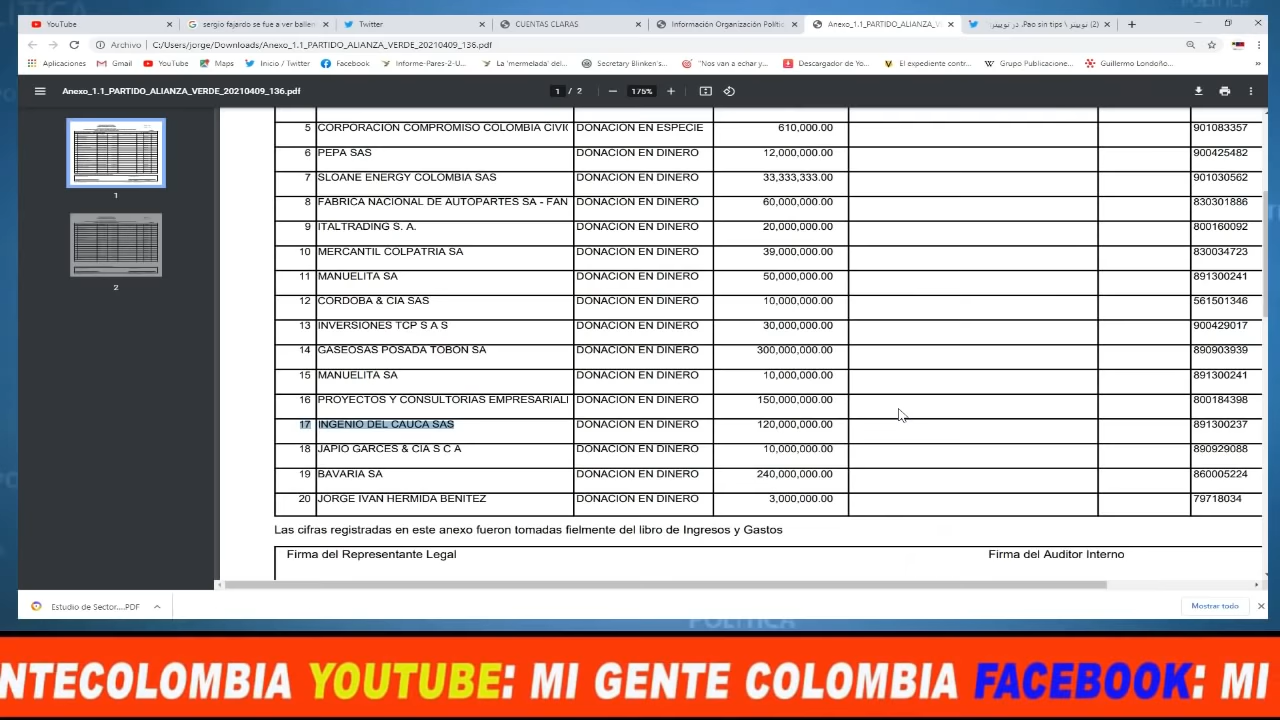 YouTube
sergio fajardo se fue a ver ballen
Twitter
CUENTAS CLARAS
Información Organización Políti
Anexo_1.1_PARTIDO_ALIANZA_V
Pao sin tips \ در تویيتر (2)
Archivo C:/Users/jorge/Downloads/Anexo_1.1_PARTIDO_ALIANZA_VERDE_20210409_136.pdf
Aplicaciones Gmail YouTube Maps Inicio / Twitter Facebook Informe-Pares-2-U... La 'mermelada' del... Secretary Blinken's... "Nos van a echar y... Descargador de Yo... El expediente contr... Grupo Publicacione... Guillermo Londoño...
Anexo_1.1_PARTIDO_ALIANZA_VERDE_20210409_136.pdf 1 / 2 175%
1
2
5 CORPORACION COMPROMISO COLOMBIA CIVI DONACION EN ESPECIE 610,000.00 901083357
6 PEPA SAS DONACION EN DINERO 12,000,000.00 900425482
7 SLOANE ENERGY COLOMBIA SAS DONACION EN DINERO 33,333,333.00 901030562
8 FABRICA NACIONAL DE AUTOPARTES SA - FAN DONACION EN DINERO 60,000,000.00 830301886
9 ITALTRADING S. A. DONACION EN DINERO 20,000,000.00 800160092
10 MERCANTIL COLPATRIA SA DONACION EN DINERO 39,000,000.00 830034723
11 MANUELITA SA DONACION EN DINERO 50,000,000.00 891300241
12 CORDOBA & CIA SAS DONACION EN DINERO 10,000,000.00 561501346
13 INVERSIONES TCP S A S DONACION EN DINERO 30,000,000.00 900429017
14 GASEOSAS POSADA TOBON SA DONACION EN DINERO 300,000,000.00 890903939
15 MANUELITA SA DONACION EN DINERO 10,000,000.00 891300241
16 PROYECTOS Y CONSULTORIAS EMPRESARIALI DONACION EN DINERO 150,000,000.00 800184398
17 INGENIO DEL CAUCA SAS DONACION EN DINERO 120,000,000.00 891300237
18 JAPIO GARCES & CIA S C A DONACION EN DINERO 10,000,000.00 890929088
19 BAVARIA SA DONACION EN DINERO 240,000,000.00 860005224
20 JORGE IVAN HERMIDA BENITEZ DONACION EN DINERO 3,000,000.00 79718034
Las cifras registradas en este anexo fueron tomadas fielmente del libro de Ingresos y Gastos
Firma del Representante Legal Firma del Auditor Interno
Estudio de Sector....PDF
Mostrar todo
POLÍTICA
NTECOLOMBIA YOUTUBE: MI GENTE COLOMBIA FACEBOOK: MI